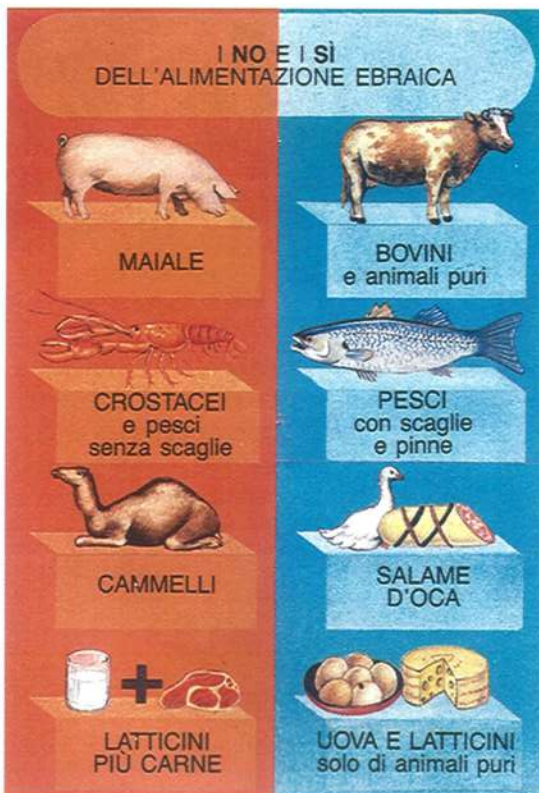 I NO E I SÌ
DELL'ALIMENTAZIONE EBRAICA
MAIALE
BOVINI
e animali puri
CROSTACEI
e pesci
senza scaglie
PESCI
con scaglie
e pinne
CAMMELLI
SALAME
D'OCA
LATTICINI
PIÙ CARNE
UOVA E LATTICINI
solo di animali puri